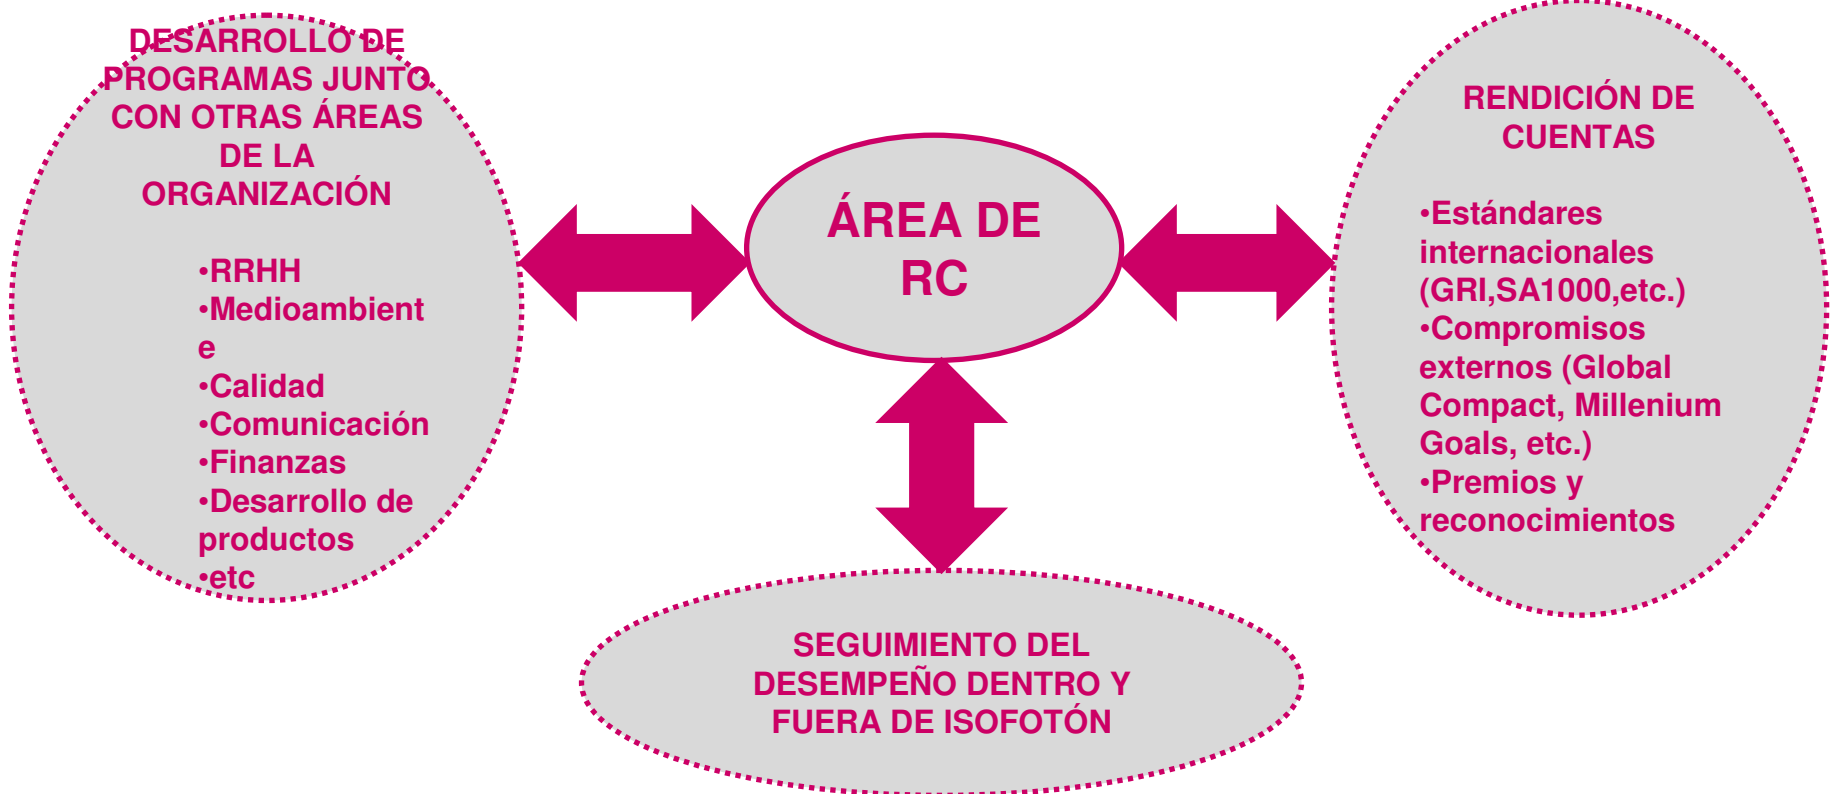 DESARROLLO DE
PROGRAMAS JUNTO
CON OTRAS ÁREAS
DE LA
ORGANIZACIÓN
•RRHH
•Medioambient
e
•Calidad
•Comunicación
•Finanzas
•Desarrollo de
productos
•etc
ÁREA DE
RC
RENDICIÓN DE
CUENTAS
•Estándares
internacionales
(GRI,SA1000,etc.)
•Compromisos
externos (Global
Compact, Millenium
Goals, etc.)
•Premios y
reconocimientos
SEGUIMIENTO DEL
DESEMPEÑO DENTRO Y
FUERA DE ISOFOTÓN